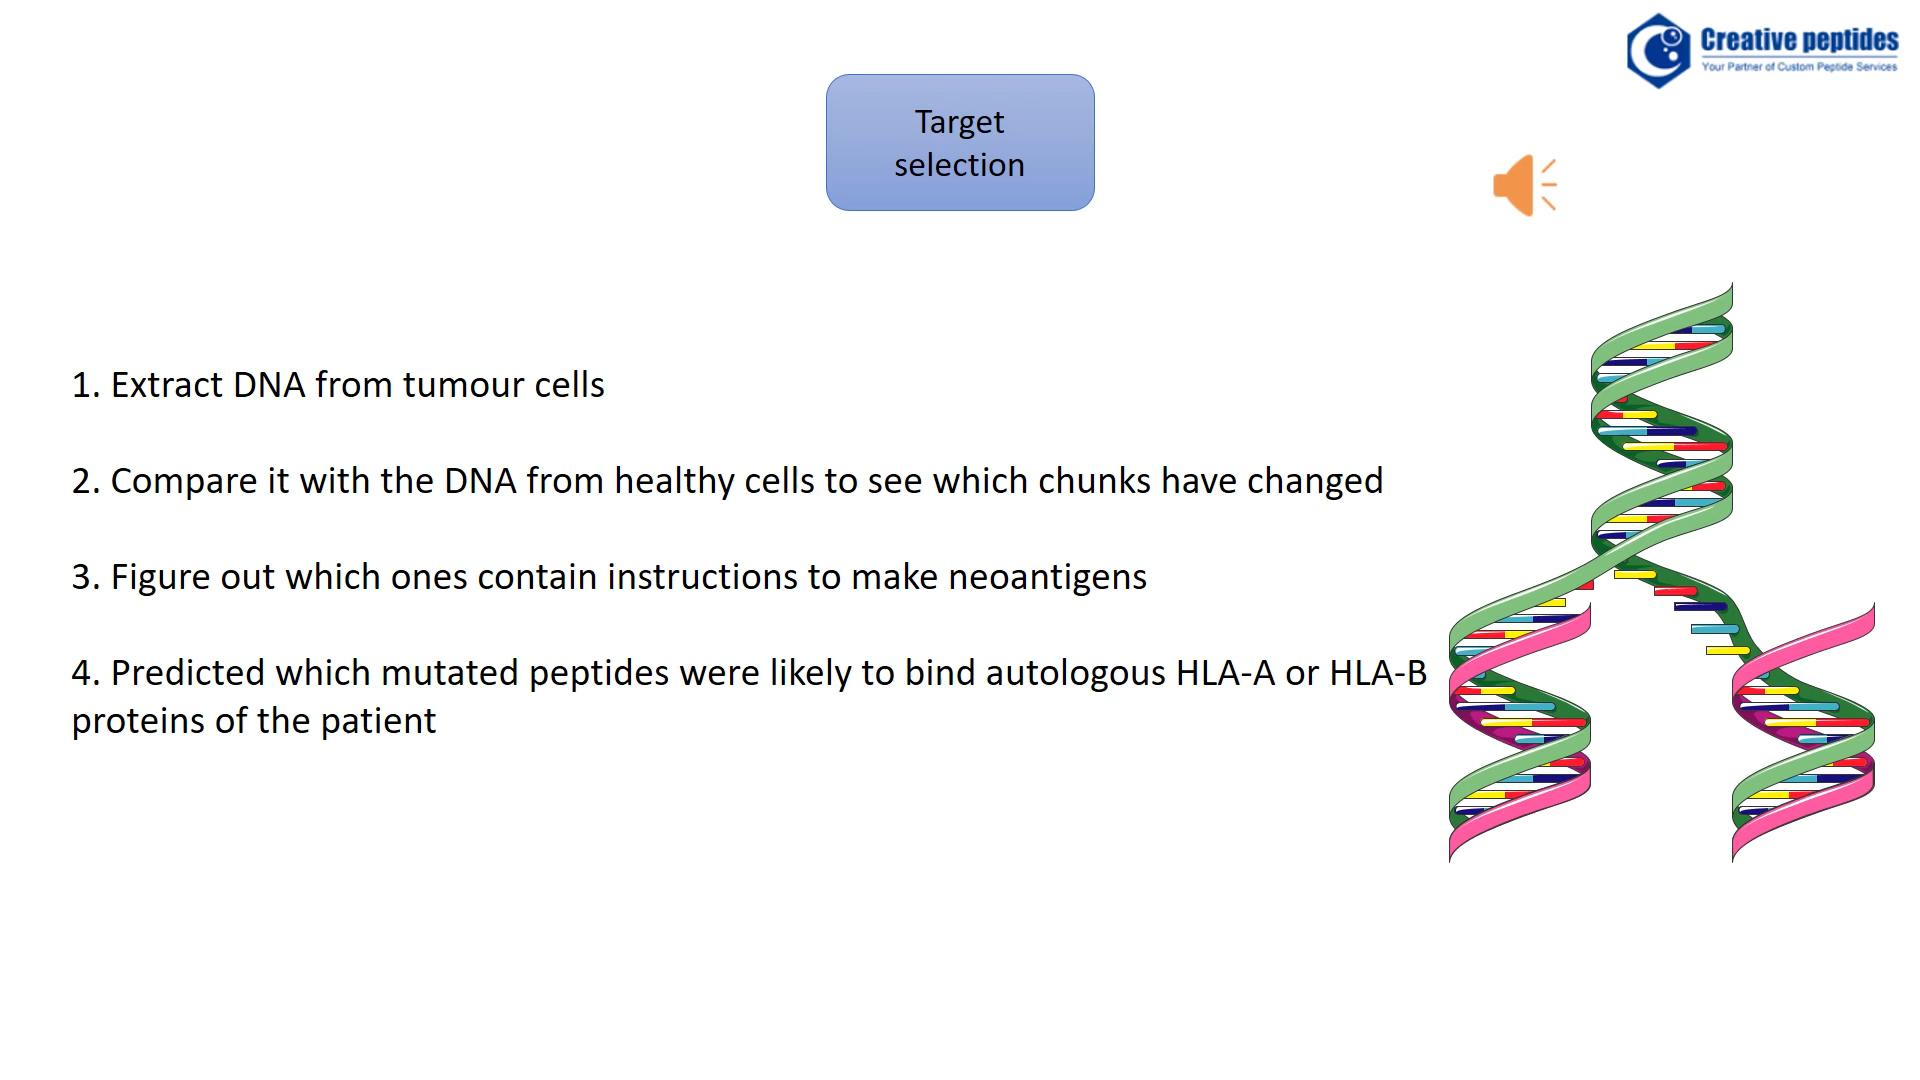 Creative peptides
Your Partner of Custom Peptide Services
Target
selection
1. Extract DNA from tumour cells
2. Compare it with the DNA from healthy cells to see which chunks have changed
3. Figure out which ones contain instructions to make neoantigens
4. Predicted which mutated peptides were likely to bind autologous HLA-A or HLA-B
proteins of the patient